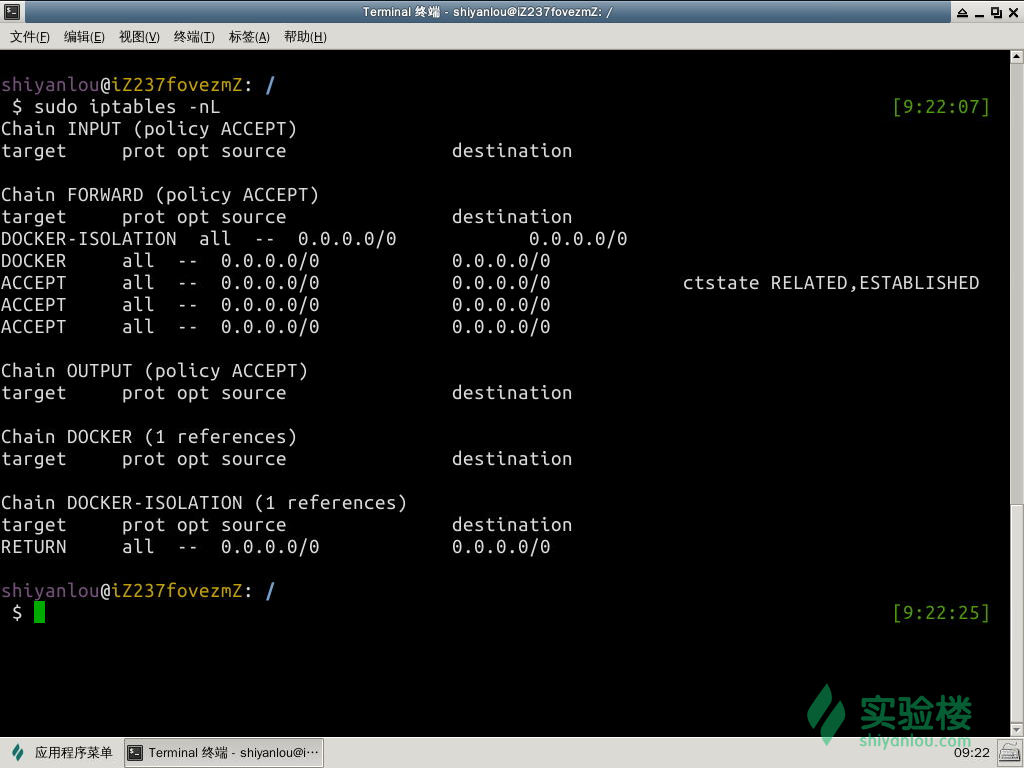 Terminal 终端 - shiyanlou@iZ237fovezmZ: /
文件(F) 编辑(E) 视图(V) 终端(T) 标签(A) 帮助(H)
shiyanlou@iZ237fovezmZ: /
$ sudo iptables -nL [9:22:07]
Chain INPUT (policy ACCEPT)
target     prot opt source               destination
Chain FORWARD (policy ACCEPT)
target     prot opt source               destination
DOCKER-ISOLATION  all  --  0.0.0.0/0            0.0.0.0/0
DOCKER     all  --  0.0.0.0/0            0.0.0.0/0
ACCEPT     all  --  0.0.0.0/0            0.0.0.0/0            ctstate RELATED,ESTABLISHED
ACCEPT     all  --  0.0.0.0/0            0.0.0.0/0
ACCEPT     all  --  0.0.0.0/0            0.0.0.0/0
Chain OUTPUT (policy ACCEPT)
target     prot opt source               destination
Chain DOCKER (1 references)
target     prot opt source               destination
Chain DOCKER-ISOLATION (1 references)
target     prot opt source               destination
RETURN     all  --  0.0.0.0/0            0.0.0.0/0
shiyanlou@iZ237fovezmZ: /
$ [9:22:25]
实验楼
shiyanlou.com
应用程序菜单 Terminal 终端 - shiyanlou@i… 09:22